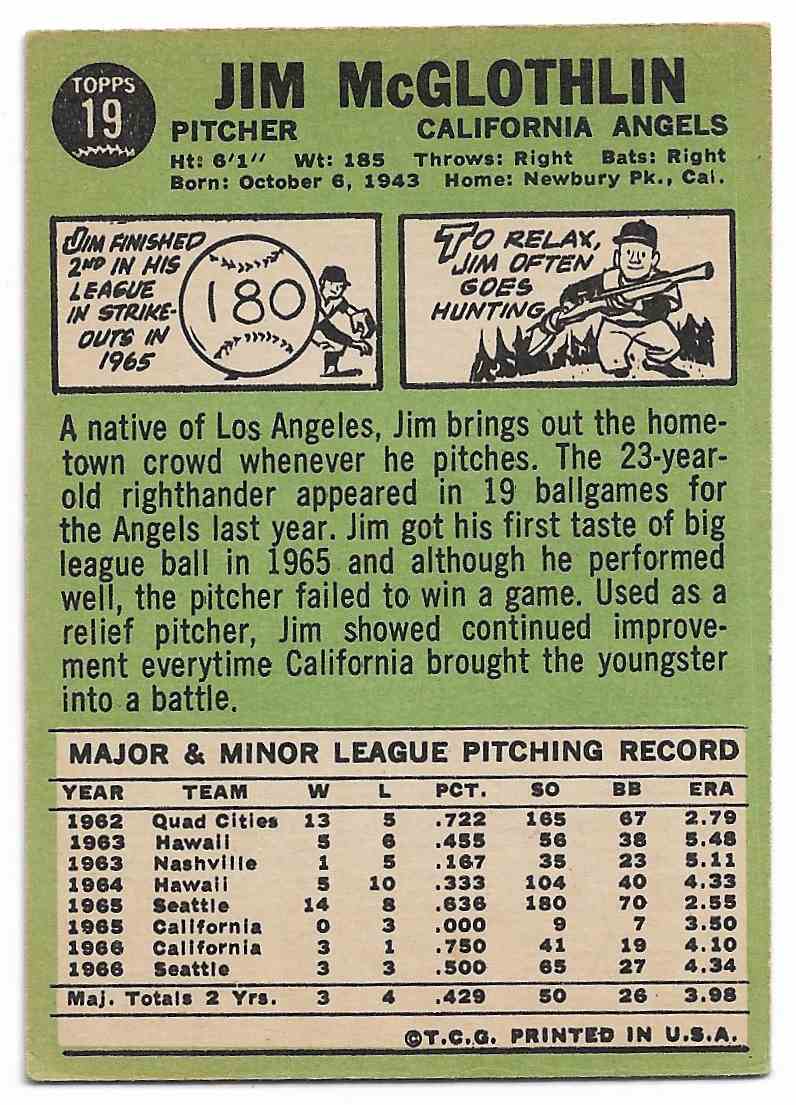 TOPPS
19
JIM McGLOTHLIN
PITCHER CALIFORNIA ANGELS
Ht: 6'1" Wt: 185 Throws: Right Bats: Right
Born: October 6, 1943 Home: Newbury Pk., Cal.
JIM FINISHED
2ND IN HIS
LEAGUE
IN STRIKE-
OUTS IN
1965
180
TO RELAX,
JIM OFTEN
GOES
HUNTING
A native of Los Angeles, Jim brings out the home-
town crowd whenever he pitches. The 23-year-
old righthander appeared in 19 ballgames for
the Angels last year. Jim got his first taste of big
league ball in 1965 and although he performed
well, the pitcher failed to win a game. Used as a
relief pitcher, Jim showed continued improve-
ment everytime California brought the youngster
into a battle.
MAJOR & MINOR LEAGUE PITCHING RECORD
YEAR TEAM W L PCT. SO BB ERA
1962 Quad Cities 13 5 .722 165 67 2.79
1963 Hawaii 5 6 .455 56 38 5.48
1963 Nashville 1 5 .167 35 23 5.11
1964 Hawaii 5 10 .333 104 40 4.33
1965 Seattle 14 8 .636 180 70 2.55
1965 California 0 3 .000 9 7 3.50
1966 California 3 1 .750 41 19 4.10
1966 Seattle 3 3 .500 65 27 4.34
Maj. Totals 2 Yrs. 3 4 .429 50 26 3.98
©T.C.G. PRINTED IN U.S.A.